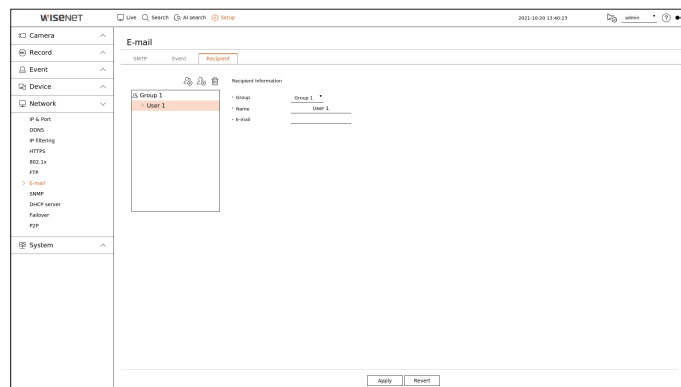 WISENET
Live Search AI search Setup
2021-10-20 13:40:23
admin
?
Camera
Record
Event
Device
Network
IP & Port
DDNS
IP filtering
HTTPS
802.1x
FTP
> E-mail
SNMP
DHCP server
Failover
P2P
System
E-mail
SMTP Event Recipient
Group 1
User 1
Recipient Information
Group Group 1
Name User 1
E-mail
Apply Revert